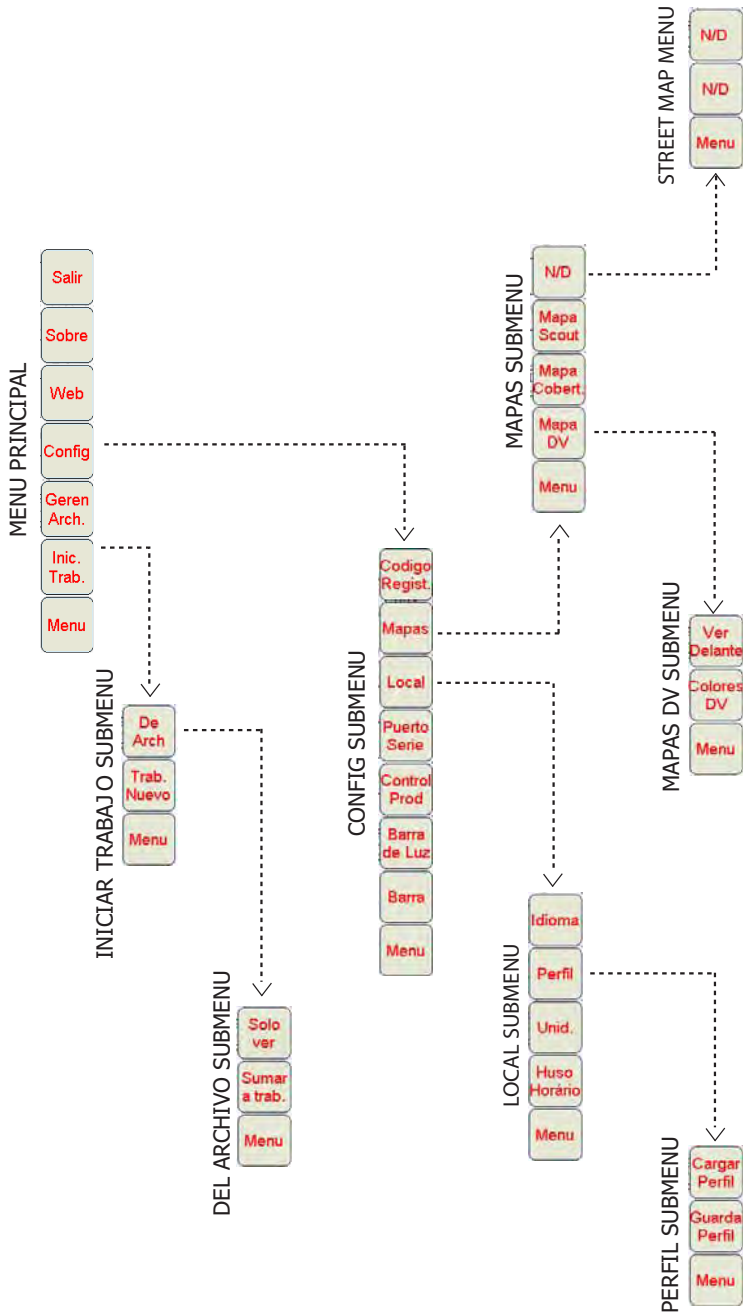 MENU PRINCIPAL
Salir
Sobre
Web
Config
Geren
Arch.
Inic.
Trab.
Menu
INICIAR TRABAJO SUBMENU
De
Arch
Trab.
Nuevo
Menu
DEL ARCHIVO SUBMENU
Solo
ver
Sumar
a trab.
Menu
CONFIG SUBMENU
Codigo
Regist.
Mapas
Local
Puerto
Serie
Control
Prod
Barra
de Luz
Barra
Menu
MAPAS SUBMENU
N/D
Mapa
Scout
Mapa
Cobert.
Mapa
DV
Menu
STREET MAP MENU
N/D
N/D
Menu
MAPAS DV SUBMENU
Ver
Delante
Colores
DV
Menu
LOCAL SUBMENU
Idioma
Perfil
Unid.
Huso
Horário
Menu
PERFIL SUBMENU
Cargar
Perfil
Guarda
Perfil
Menu